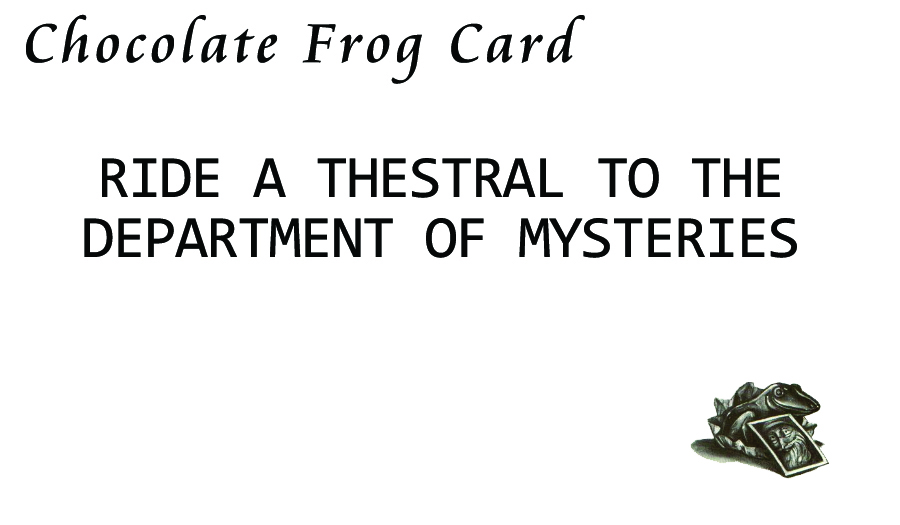 Chocolate Frog Card
RIDE A THESTRAL TO THE
DEPARTMENT OF MYSTERIES